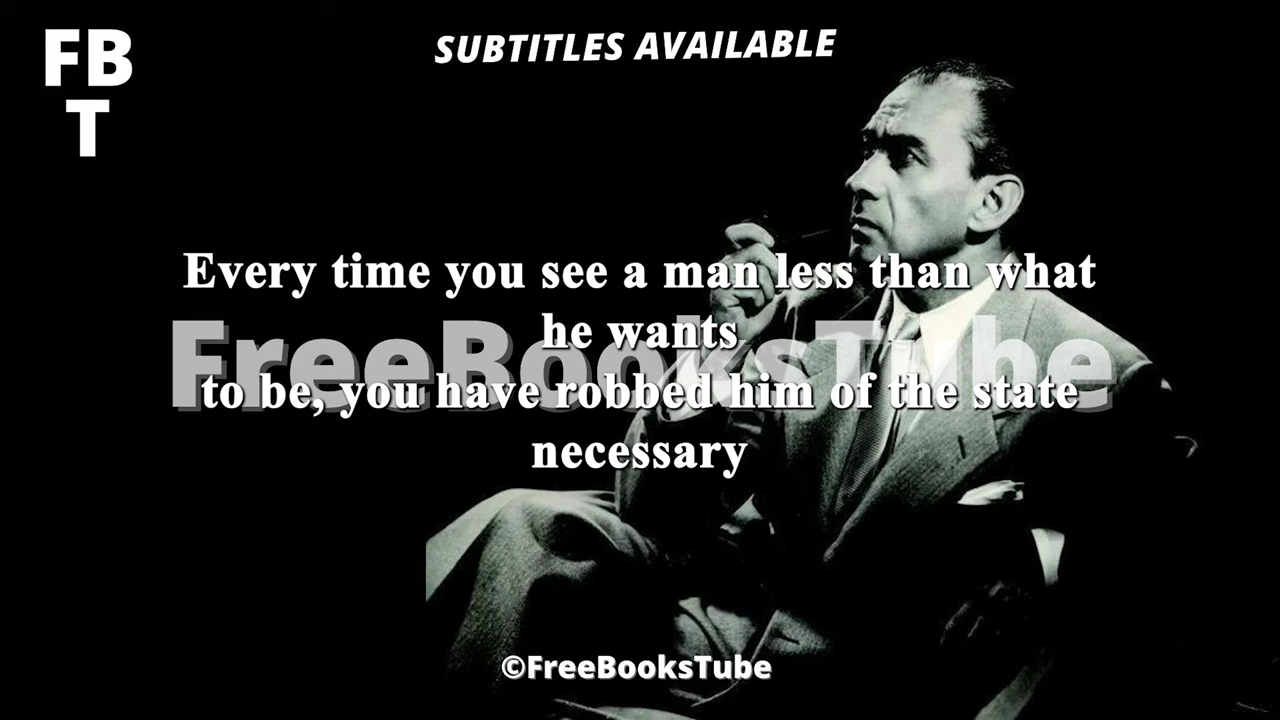 FB
T
SUBTITLES AVAILABLE
Every time you see a man less than what
he wants
FreeBooksTube
to be, you have robbed him of the state
necessary
©FreeBooksTube